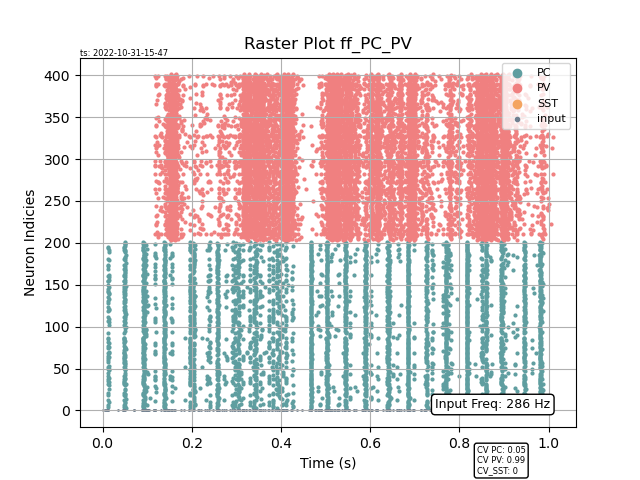 ts: 2022-10-31-15-47
Raster Plot ff_PC_PV
PC
PV
SST
input
400
350
300
250
200
150
100
50
0
Neuron Indicies
Input Freq: 286 Hz
0.0 0.2 0.4 0.6 0.8 1.0
Time (s)
CV PC: 0.05
CV PV: 0.99
CV_SST: 0